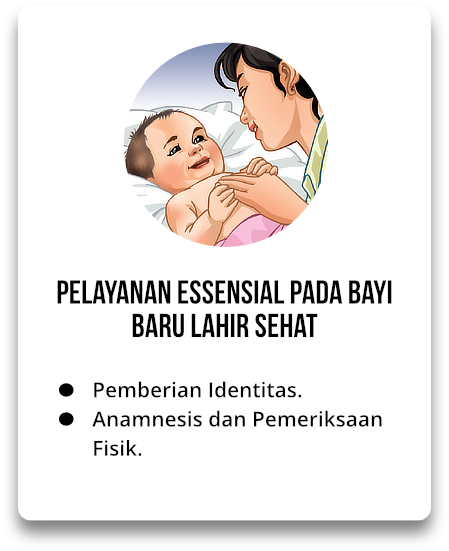 PELAYANAN ESSENSIAL PADA BAYI
BARU LAHIR SEHAT
● Pemberian Identitas.
● Anamnesis dan Pemeriksaan
Fisik.